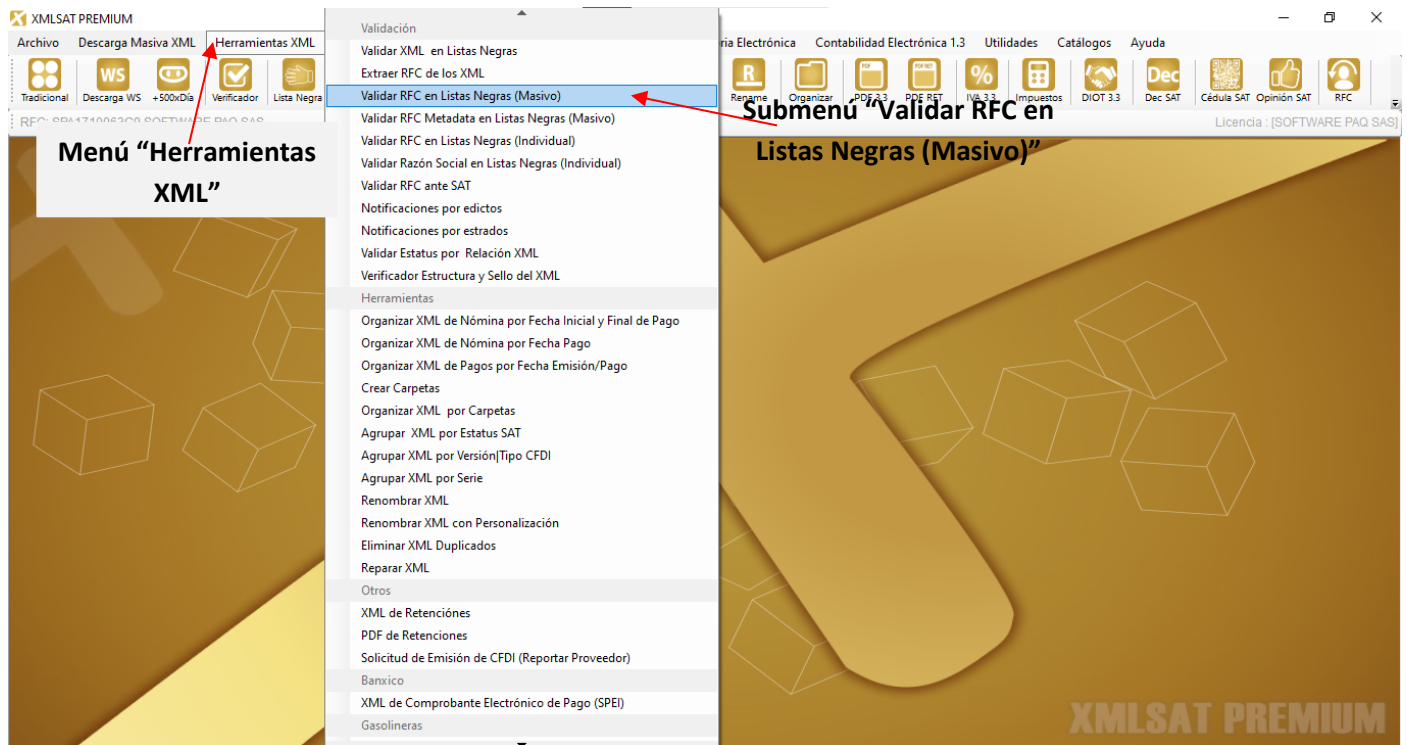 XMLSAT PREMIUM
Archivo Descarga Masiva XML Herramientas XML ria Electrónica Contabilidad Electrónica 1.3 Utilidades Catálogos Ayuda
Tradicional Descarga WS +500xDía Verificador Lista Negra Rename Organizar PDF 3.3 PDF RET IVA 3.3 Impuestos DIOT 3.3 Dec SAT Cédula SAT Opinión SAT RFC
Licencia : [SOFTWARE PAQ SAS]
Menú “Herramientas
XML”
Submenú “Validar RFC en
Listas Negras (Masivo)”
Validación
Validar XML en Listas Negras
Extraer RFC de los XML
Validar RFC en Listas Negras (Masivo)
Validar RFC Metadata en Listas Negras (Masivo)
Validar RFC en Listas Negras (Individual)
Validar Razón Social en Listas Negras (Individual)
Validar RFC ante SAT
Notificaciones por edictos
Notificaciones por estrados
Validar Estatus por Relación XML
Verificador Estructura y Sello del XML
Herramientas
Organizar XML de Nómina por Fecha Inicial y Final de Pago
Organizar XML de Nómina por Fecha Pago
Organizar XML de Pagos por Fecha Emisión/Pago
Crear Carpetas
Organizar XML por Carpetas
Agrupar XML por Estatus SAT
Agrupar XML por Versión|Tipo CFDI
Agrupar XML por Serie
Renombrar XML
Renombrar XML con Personalización
Eliminar XML Duplicados
Reparar XML
Otros
XML de Retenciónes
PDF de Retenciones
Solicitud de Emisión de CFDI (Reportar Proveedor)
Banxico
XML de Comprobante Electrónico de Pago (SPEI)
Gasolineras
XMLSAT PREMIUM